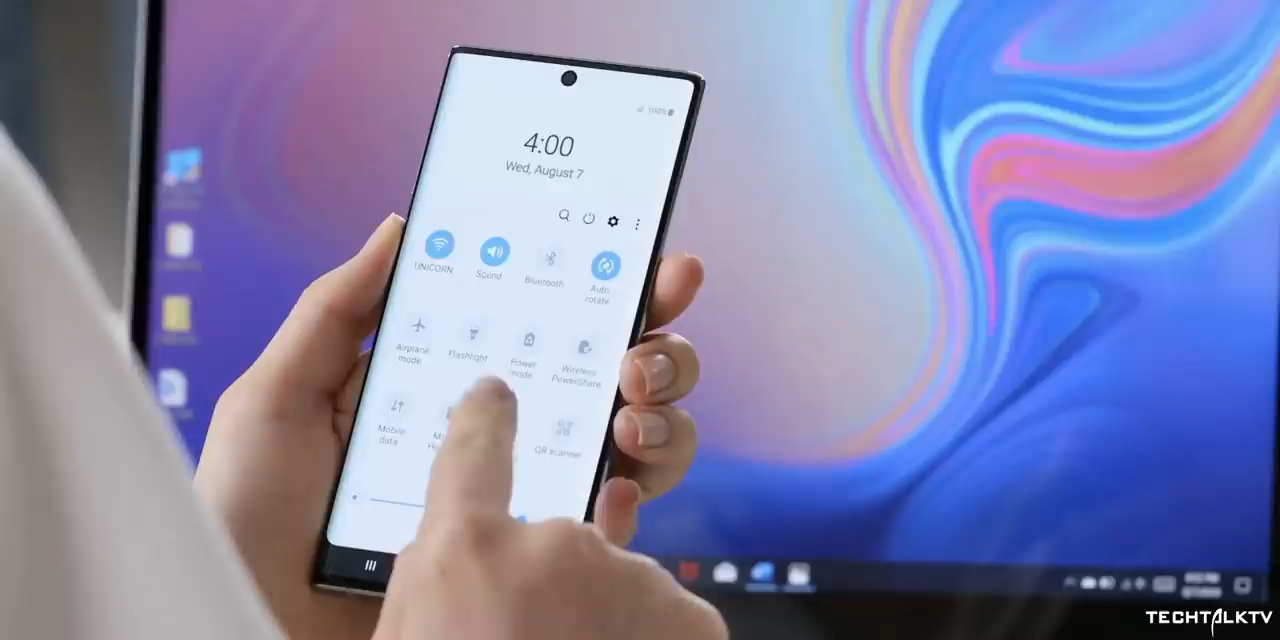 100%
4:00
Wed, August 7
UNICORN
Sound
Bluetooth
Auto
rotate
Airplane
mode
Flashlight
Power
mode
Wireless
PowerShare
Mobile
data
QR scanner
TECHTALKTV